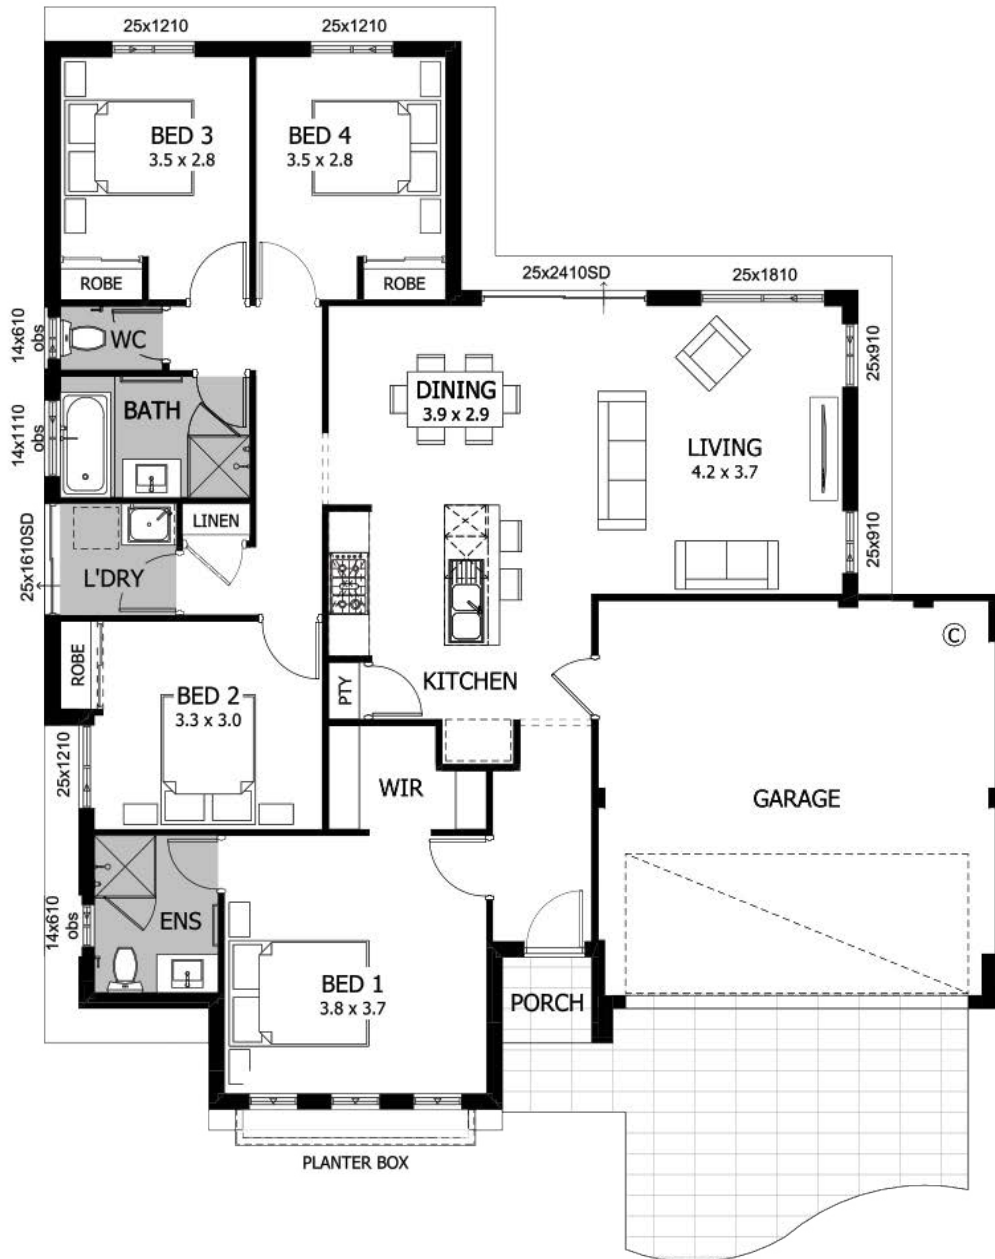 25x1210
25x1210
BED 3
3.5 x 2.8
BED 4
3.5 x 2.8
ROBE
ROBE
25x2410SD
25x1810
14x610
obs
WC
25x910
14x1110
obs
BATH
DINING
3.9 x 2.9
LIVING
4.2 x 3.7
25x1610SD
LINEN
L'DRY
25x910
ROBE
BED 2
3.3 x 3.0
PTY
KITCHEN
C
25x1210
WIR
GARAGE
14x610
obs
ENS
BED 1
3.8 x 3.7
PORCH
PLANTER BOX